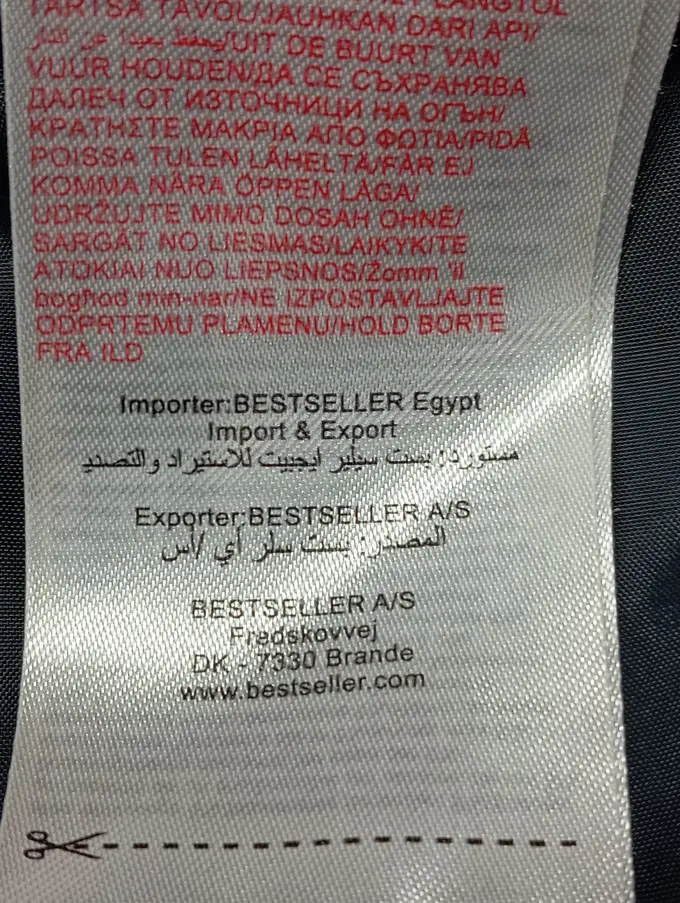 TARTSA TÁVOL/JAUHKAN DARI API/
يحفظ بعيدا عن النار/UIT DE BUURT VAN
VUUR HOUDEN/ДА СЕ СЪХРАНЯВА
ДАЛЕЧ ОТ ИЗТОЧНИЦИ НА ОГЪН/
ΚΡΑΤΗΣΤΕ ΜΑΚΡΙΑ ΑΠΟ ΦΩΤΙΑ/PIDÄ
POISSA TULEN LÄHELTÄ/FÅR EJ
KOMMA NÄRA ÖPPEN LÅGA/
UDRŽUJTE MIMO DOSAH OHNĚ/
SARGĀT NO LIESMAS/LAIKYKITE
ATOKIAI NUO LIEPSNOS/Żomm 'il
bogħod min-nar/NE IZPOSTAVLJAJTE
ODPRTEMU PLAMENU/HOLD BORTE
FRA ILD
Importer:BESTSELLER Egypt
Import & Export
مستورد: بست سيلير ايجيبت للاستيراد والتصدير
Exporter:BESTSELLER A/S
المصدر: بست سلر أي /أس
BESTSELLER A/S
Fredskovvej
DK - 7330 Brande
www.bestseller.com